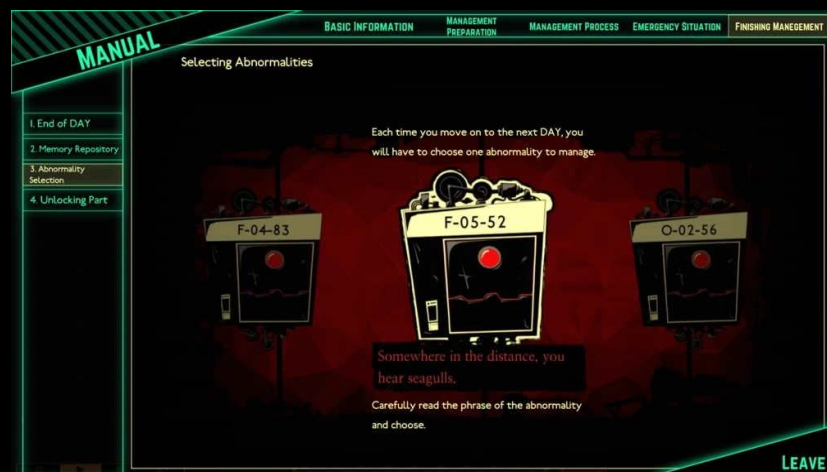 MANUAL
BASIC INFORMATION
MANAGEMENT
PREPARATION
MANAGEMENT PROCESS
EMERGENCY SITUATION
FINISHING MANEGEMENT
Selecting Abnormalities
1. End of DAY
2. Memory Repository
3. Abnormality
Selection
4. Unlocking Part
Each time you move on to the next DAY, you
will have to choose one abnormality to manage.
F-04-83
F-05-52
O-02-56
Somewhere in the distance, you
hear seagulls.
Carefully read the phrase of the abnormality
and choose.
LEAVE